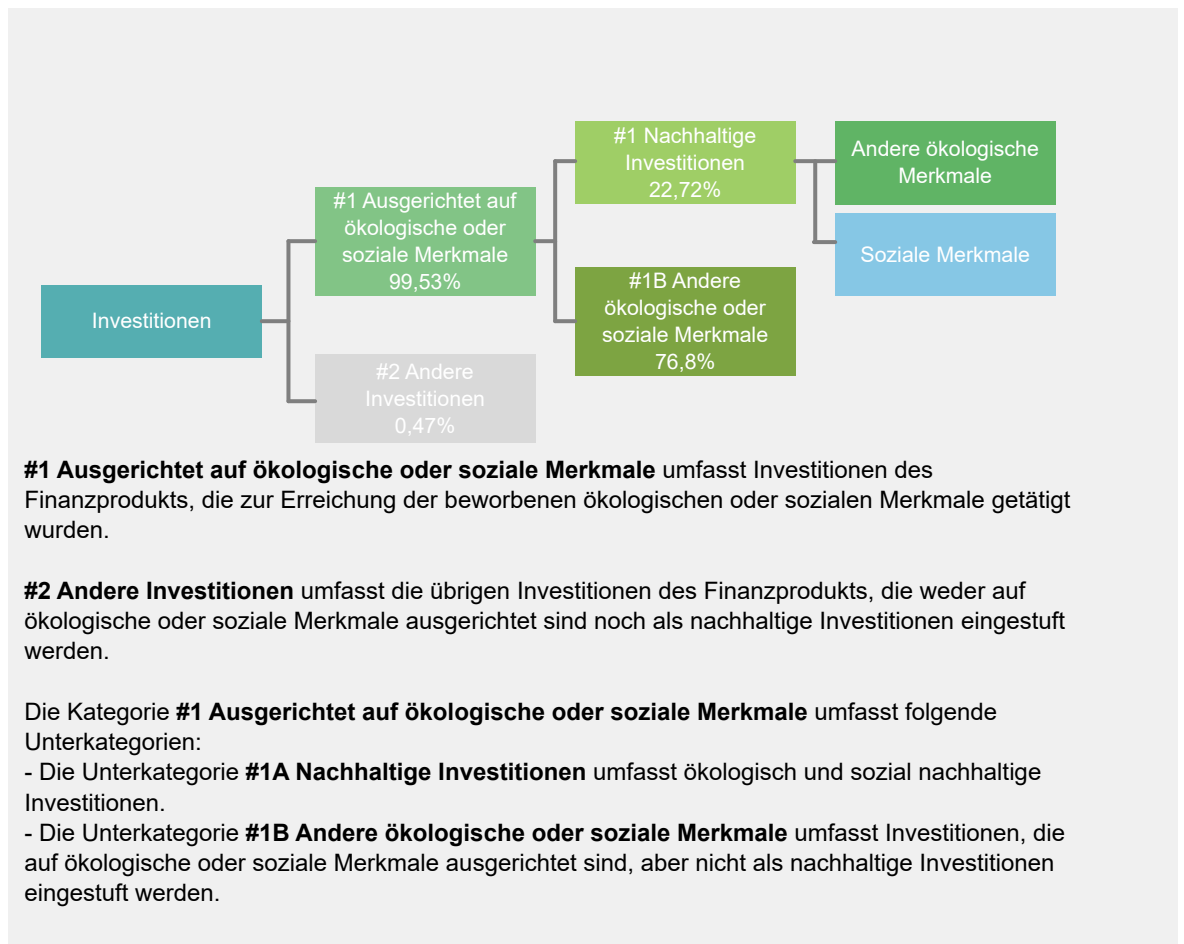 #1 Nachhaltige
Investitionen
22,72%
Andere ökologische
Merkmale
#1 Ausgerichtet auf
ökologische oder
soziale Merkmale
99,53%
Soziale Merkmale
#1B Andere
ökologische oder
soziale Merkmale
76,8%
Investitionen
#2 Andere
Investitionen
0,47%
#1 Ausgerichtet auf ökologische oder soziale Merkmale umfasst Investitionen des
Finanzprodukts, die zur Erreichung der beworbenen ökologischen oder sozialen Merkmale getätigt
wurden.
#2 Andere Investitionen umfasst die übrigen Investitionen des Finanzprodukts, die weder auf
ökologische oder soziale Merkmale ausgerichtet sind noch als nachhaltige Investitionen eingestuft
werden.
Die Kategorie #1 Ausgerichtet auf ökologische oder soziale Merkmale umfasst folgende
Unterkategorien:
- Die Unterkategorie #1A Nachhaltige Investitionen umfasst ökologisch und sozial nachhaltige
Investitionen.
- Die Unterkategorie #1B Andere ökologische oder soziale Merkmale umfasst Investitionen, die
auf ökologische oder soziale Merkmale ausgerichtet sind, aber nicht als nachhaltige Investitionen
eingestuft werden.